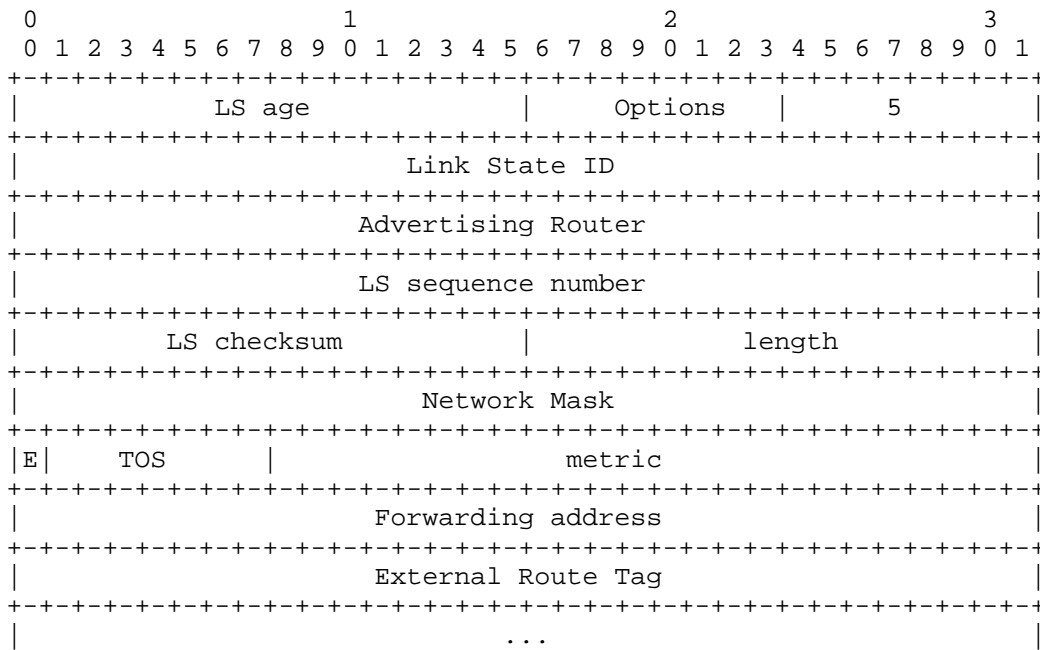 0                   1                   2                   3
0 1 2 3 4 5 6 7 8 9 0 1 2 3 4 5 6 7 8 9 0 1 2 3 4 5 6 7 8 9 0 1
+-+-+-+-+-+-+-+-+-+-+-+-+-+-+-+-+-+-+-+-+-+-+-+-+-+-+-+-+-+-+-+-+
|            LS age             |     Options   |      5        |
+-+-+-+-+-+-+-+-+-+-+-+-+-+-+-+-+-+-+-+-+-+-+-+-+-+-+-+-+-+-+-+-+
|                        Link State ID                          |
+-+-+-+-+-+-+-+-+-+-+-+-+-+-+-+-+-+-+-+-+-+-+-+-+-+-+-+-+-+-+-+-+
|                     Advertising Router                        |
+-+-+-+-+-+-+-+-+-+-+-+-+-+-+-+-+-+-+-+-+-+-+-+-+-+-+-+-+-+-+-+-+
|                     LS sequence number                        |
+-+-+-+-+-+-+-+-+-+-+-+-+-+-+-+-+-+-+-+-+-+-+-+-+-+-+-+-+-+-+-+-+
|         LS checksum           |             length            |
+-+-+-+-+-+-+-+-+-+-+-+-+-+-+-+-+-+-+-+-+-+-+-+-+-+-+-+-+-+-+-+-+
|                         Network Mask                          |
+-+-+-+-+-+-+-+-+-+-+-+-+-+-+-+-+-+-+-+-+-+-+-+-+-+-+-+-+-+-+-+-+
|E|    TOS      |                  metric                       |
+-+-+-+-+-+-+-+-+-+-+-+-+-+-+-+-+-+-+-+-+-+-+-+-+-+-+-+-+-+-+-+-+
|                      Forwarding address                       |
+-+-+-+-+-+-+-+-+-+-+-+-+-+-+-+-+-+-+-+-+-+-+-+-+-+-+-+-+-+-+-+-+
|                      External Route Tag                       |
+-+-+-+-+-+-+-+-+-+-+-+-+-+-+-+-+-+-+-+-+-+-+-+-+-+-+-+-+-+-+-+-+
|                              ...                              |